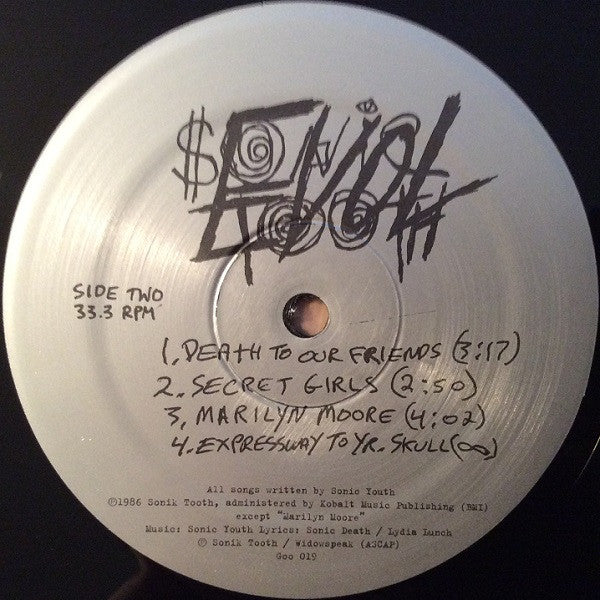 EVOL
TOOTH
SIDE TWO
33.3 RPM
1. DEATH TO OUR FRIENDS (3:17)
2. SECRET GIRLS (2:50)
3, MARILYN MOORE (4:02)
4. EXPRESSWAY TO YR. SKULL (∞)
All songs written by Sonic Youth
℗1986 Sonik Tooth, administered by Kobalt Music Publishing (BMI)
except "Marilyn Moore"
Music: Sonic Youth Lyrics: Sonic Death / Lydia Lunch
℗ Sonik Tooth / Widowspeak (ASCAP)
Goo 019